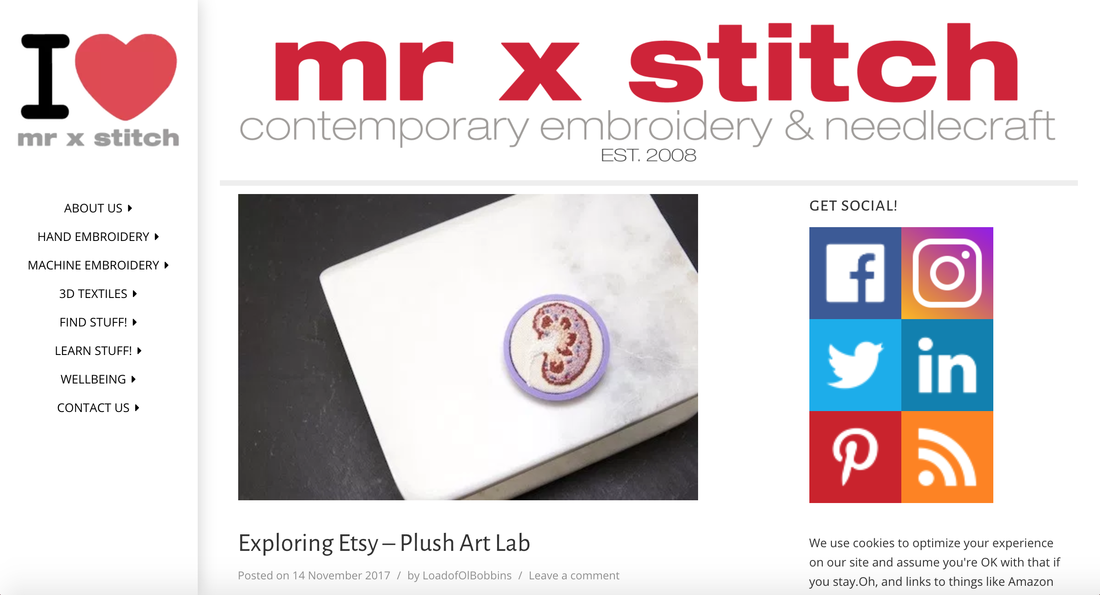 I
mr x stitch
ABOUT US
HAND EMBROIDERY
MACHINE EMBROIDERY
3D TEXTILES
FIND STUFF!
LEARN STUFF!
WELLBEING
CONTACT US
mr x stitch
contemporary embroidery & needlecraft
EST. 2008
Exploring Etsy – Plush Art Lab
Posted on 14 November 2017 / by LoadofOlBobbins / Leave a comment
GET SOCIAL!
in
We use cookies to optimize your experience
on our site and assume you're OK with that if
you stay.Oh, and links to things like Amazon